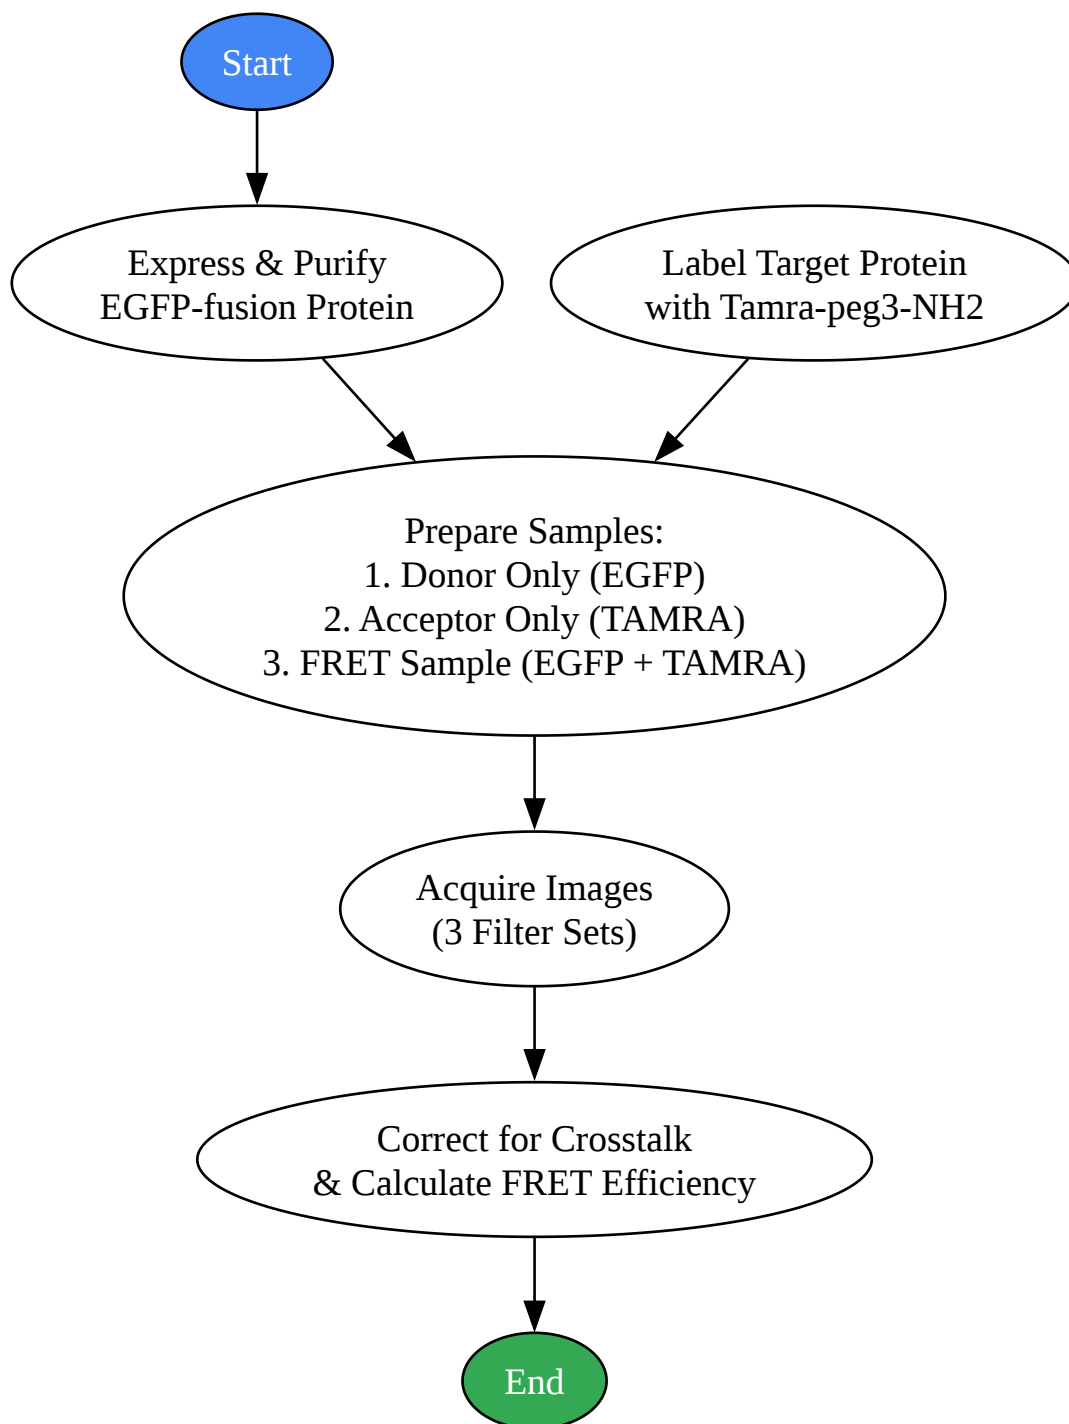 Start
Express & Purify
EGFP-fusion Protein
Label Target Protein
with Tamra-peg3-NH2
Prepare Samples:
1. Donor Only (EGFP)
2. Acceptor Only (TAMRA)
3. FRET Sample (EGFP + TAMRA)
Acquire Images
(3 Filter Sets)
Correct for Crosstalk
& Calculate FRET Efficiency
End